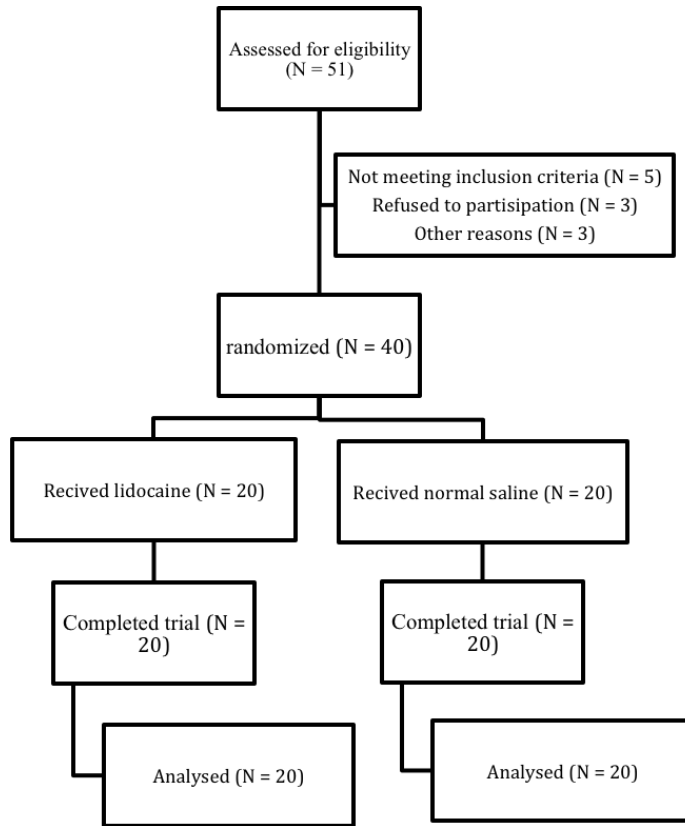 Assessed for eligibility
(N = 51)
Not meeting inclusion criteria (N = 5)
Refused to partisipation (N = 3)
Other reasons (N = 3)
randomized (N = 40)
Recived lidocaine (N = 20)
Recived normal saline (N = 20)
Completed trial (N =
20)
Completed trial (N =
20)
Analysed (N = 20)
Analysed (N = 20)